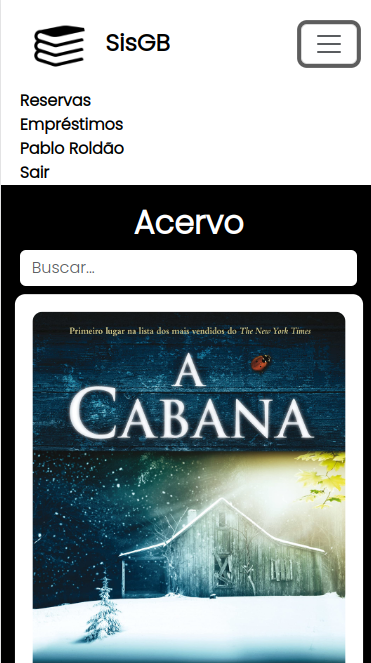 SisGB
Reservas
Empréstimos
Pablo Roldão
Sair
Acervo
Buscar...
Primeiro lugar na lista dos mais vendidos do The New York Times
A
CABANA